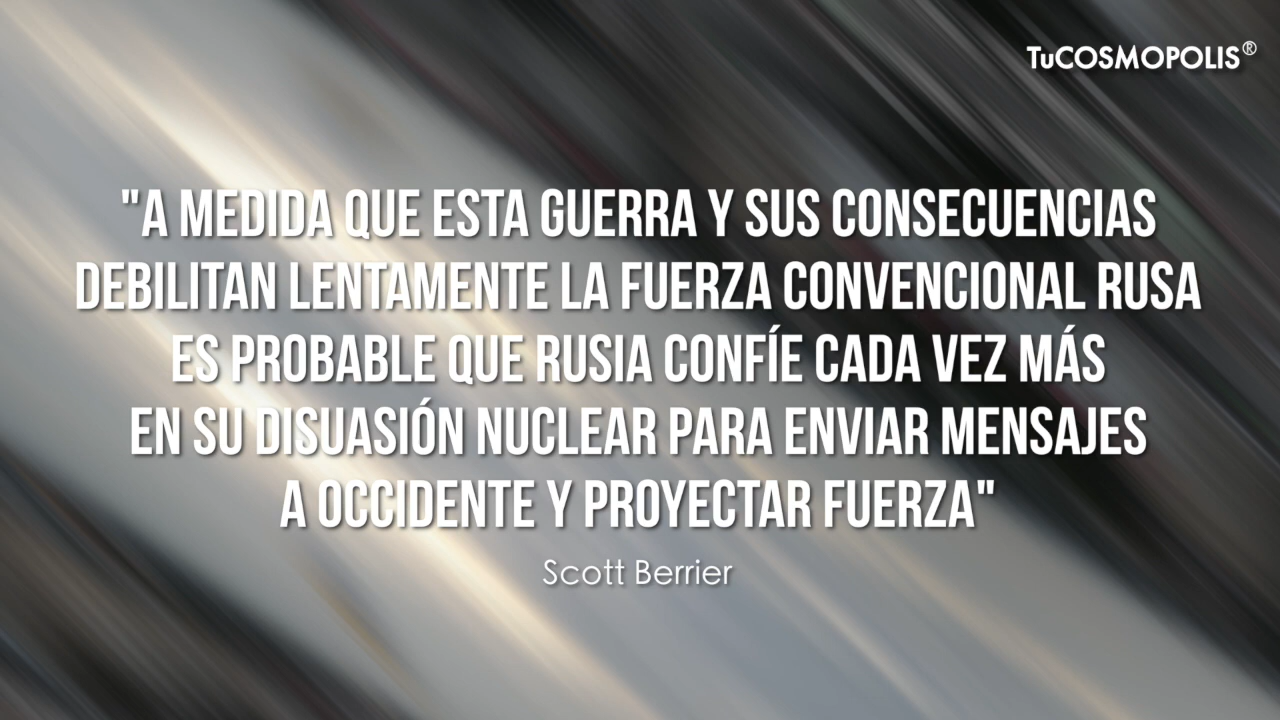 TuCOSMOPOLIS®
"A MEDIDA QUE ESTA GUERRA Y SUS CONSECUENCIAS
DEBILITAN LENTAMENTE LA FUERZA CONVENCIONAL RUSA
ES PROBABLE QUE RUSIA CONFÍE CADA VEZ MÁS
EN SU DISUASIÓN NUCLEAR PARA ENVIAR MENSAJES
A OCCIDENTE Y PROYECTAR FUERZA"
Scott Berrier